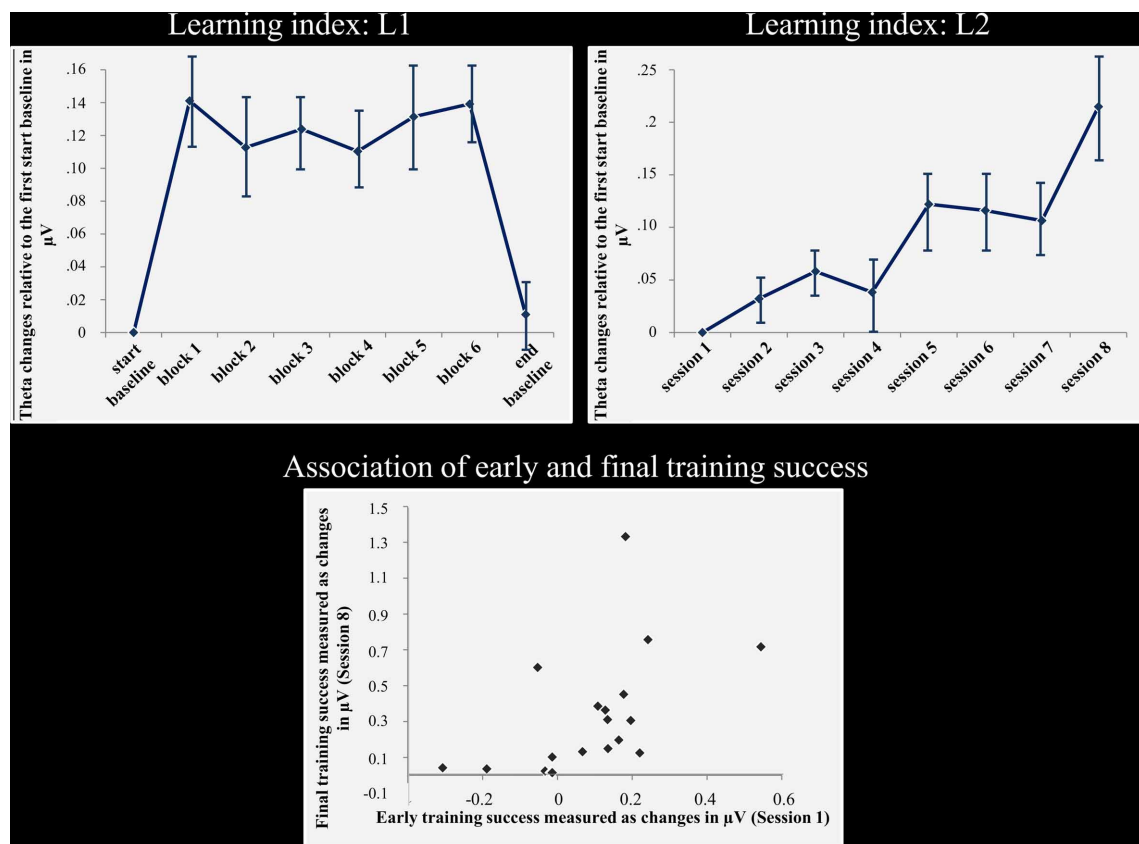 Learning index: L1
Theta changes relative to the first start baseline in
µV
.16
.14
.12
.10
.08
.06
.04
.02
0
start
baseline
block 1
block 2
block 3
block 4
block 5
block 6
end
baseline
Learning index: L2
Theta changes relative to the first start baseline in
µV
.25
.2
.15
.10
.05
0
session 1
session 2
session 3
session 4
session 5
session 6
session 7
session 8
Association of early and final training success
Final training success measured as changes
in µV (Session 8)
1.5
1.3
1.1
0.9
0.7
0.5
0.3
0.1
-0.1
-0.2
0
0.2
0.4
0.6
Early training success measured as changes in µV (Session 1)